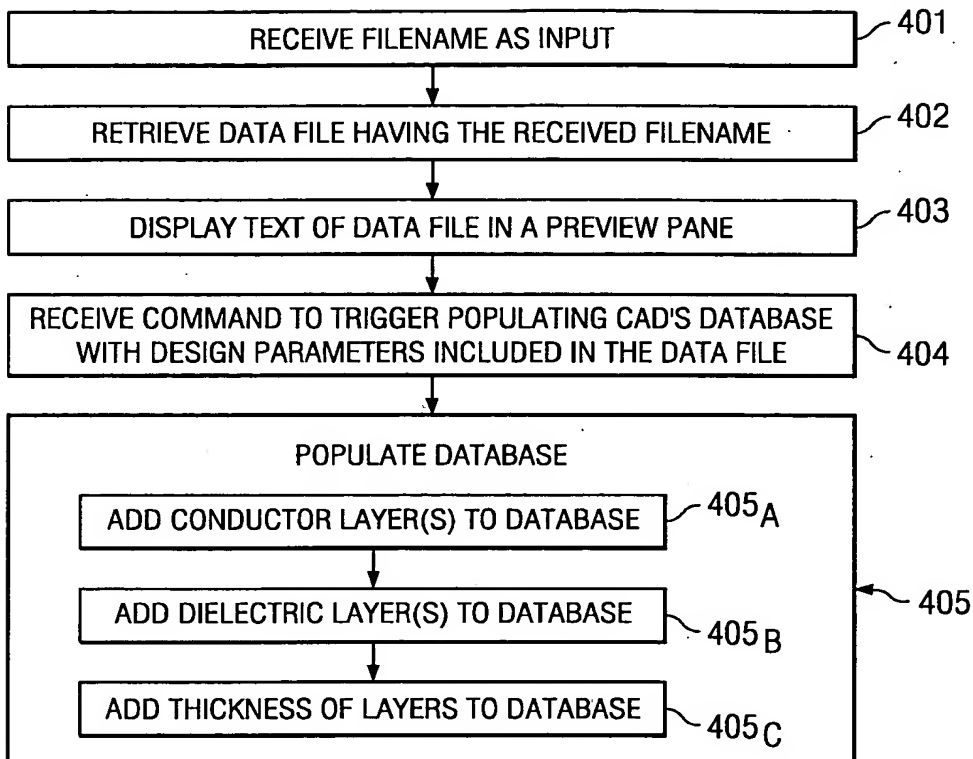 RECEIVE FILENAME AS INPUT
401
RETRIEVE DATA FILE HAVING THE RECEIVED FILENAME
402
DISPLAY TEXT OF DATA FILE IN A PREVIEW PANE
403
RECEIVE COMMAND TO TRIGGER POPULATING CAD'S DATABASE
WITH DESIGN PARAMETERS INCLUDED IN THE DATA FILE
404
POPULATE DATABASE
ADD CONDUCTOR LAYER(S) TO DATABASE
405A
ADD DIELECTRIC LAYER(S) TO DATABASE
405B
ADD THICKNESS OF LAYERS TO DATABASE
405C
405